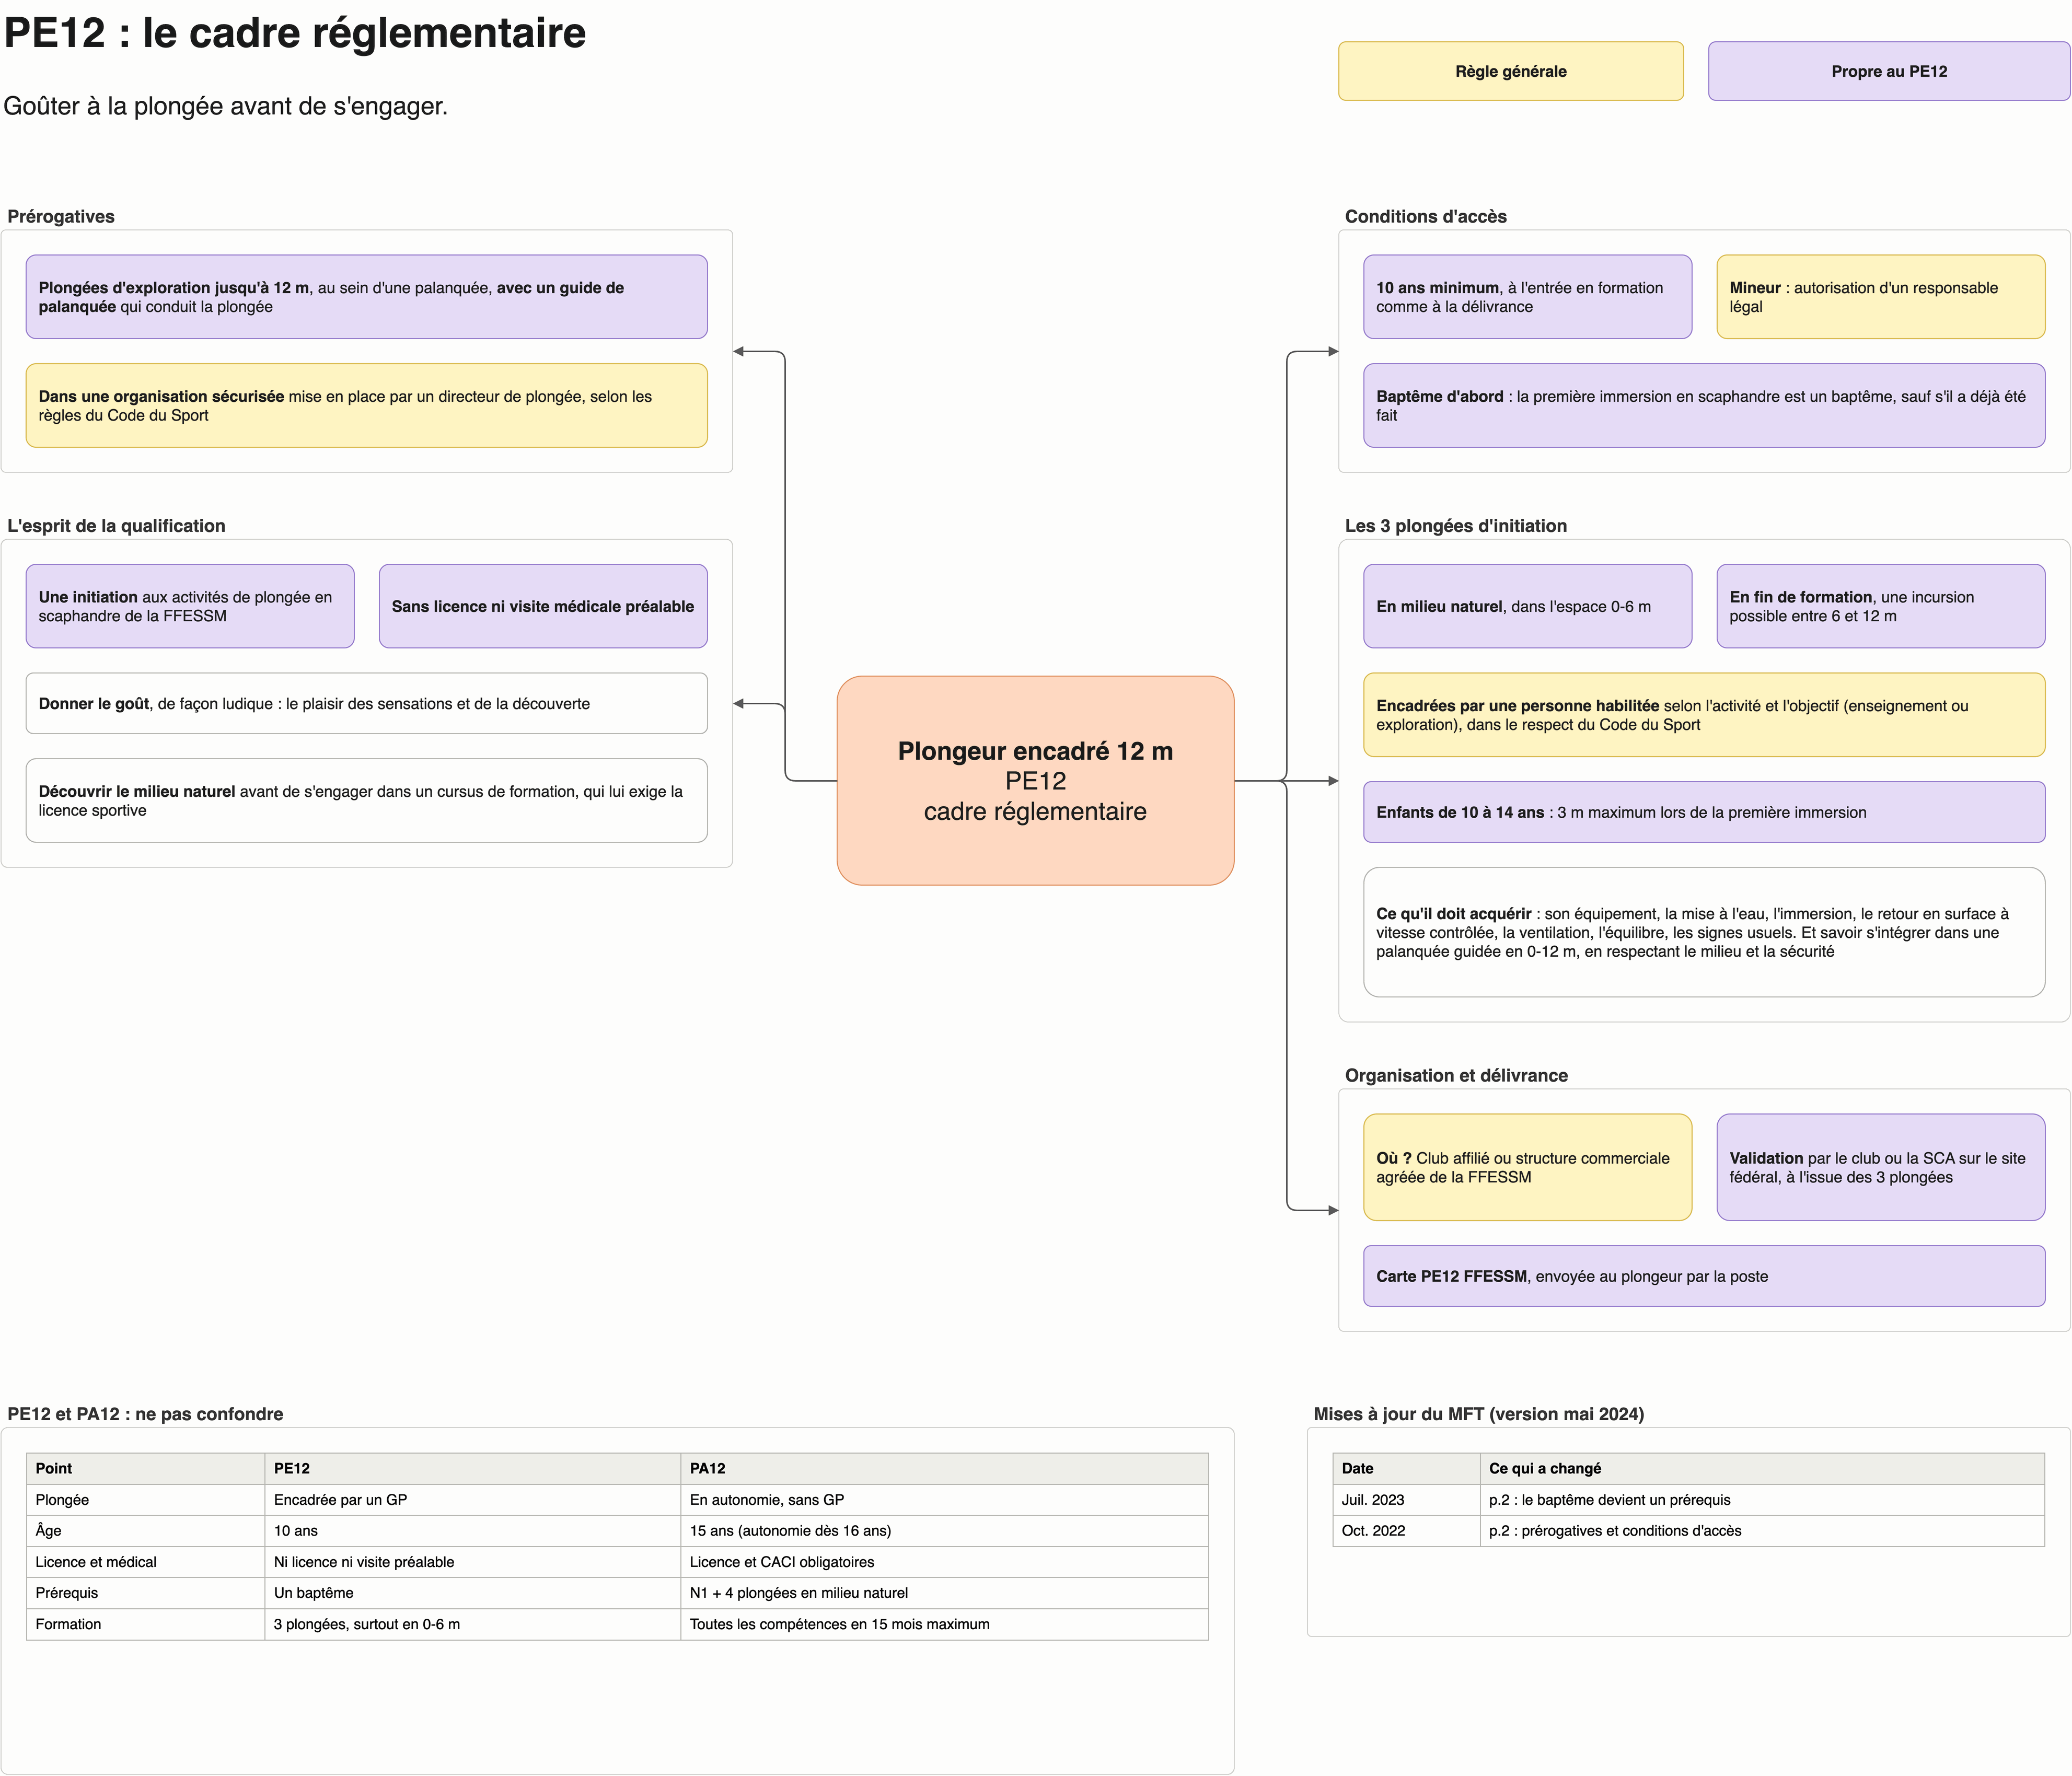 PE12 : le cadre réglementaire
Goûter à la plongée avant de s'engager.
Règle générale
Propre au PE12
Prérogatives
Plongées d'exploration jusqu'à 12 m, au sein d'une palanquée, avec un guide de
palanquée qui conduit la plongée
Dans une organisation sécurisée mise en place par un directeur de plongée, selon les
règles du Code du Sport
L'esprit de la qualification
Une initiation aux activités de plongée en
scaphandre de la FFESSM
Sans licence ni visite médicale préalable
Donner le goût, de façon ludique : le plaisir des sensations et de la découverte
Découvrir le milieu naturel avant de s'engager dans un cursus de formation, qui lui exige la
licence sportive
Plongeur encadré 12 m
PE12
cadre réglementaire
Conditions d'accès
10 ans minimum, à l'entrée en formation
comme à la délivrance
Mineur : autorisation d'un responsable
légal
Baptême d'abord : la première immersion en scaphandre est un baptême, sauf s'il a déjà été
fait
Les 3 plongées d'initiation
En milieu naturel, dans l'espace 0-6 m
En fin de formation, une incursion
possible entre 6 et 12 m
Encadrées par une personne habilitée selon l'activité et l'objectif (enseignement ou
exploration), dans le respect du Code du Sport
Enfants de 10 à 14 ans : 3 m maximum lors de la première immersion
Ce qu'il doit acquérir : son équipement, la mise à l'eau, l'immersion, le retour en surface à
vitesse contrôlée, la ventilation, l'équilibre, les signes usuels. Et savoir s'intégrer dans une
palanquée guidée en 0-12 m, en respectant le milieu et la sécurité
Organisation et délivrance
Où ? Club affilié ou structure commerciale
agréée de la FFESSM
Validation par le club ou la SCA sur le site
fédéral, à l'issue des 3 plongées
Carte PE12 FFESSM, envoyée au plongeur par la poste
PE12 et PA12 : ne pas confondre
Point PE12 PA12
Plongée Encadrée par un GP En autonomie, sans GP
Âge 10 ans 15 ans (autonomie dès 16 ans)
Licence et médical Ni licence ni visite préalable Licence et CACI obligatoires
Prérequis Un baptême N1 + 4 plongées en milieu naturel
Formation 3 plongées, surtout en 0-6 m Toutes les compétences en 15 mois maximum
Mises à jour du MFT (version mai 2024)
Date Ce qui a changé
Juil. 2023 p.2 : le baptême devient un prérequis
Oct. 2022 p.2 : prérogatives et conditions d'accès